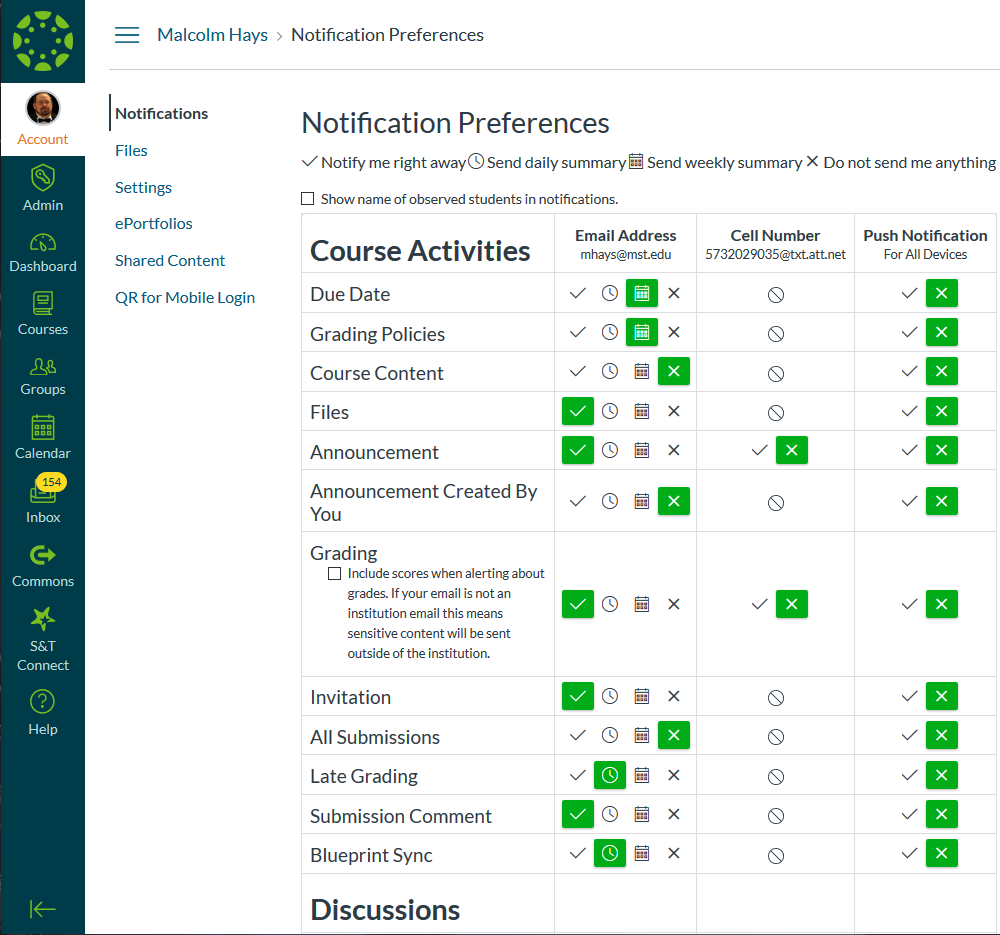 Malcolm Hays › Notification Preferences
Account
Admin
Dashboard
Courses
Groups
Calendar
154
Inbox
Commons
S&T
Connect
Help
Notifications
Files
Settings
ePortfolios
Shared Content
QR for Mobile Login
Notification Preferences
Notify me right away Send daily summary Send weekly summary Do not send me anything
Show name of observed students in notifications.
Course Activities
Email Address
mhays@mst.edu
Cell Number
5732029035@txt.att.net
Push Notification
For All Devices
Due Date
Grading Policies
Course Content
Files
Announcement
Announcement Created By
You
Grading
Include scores when alerting about
grades. If your email is not an
institution email this means
sensitive content will be sent
outside of the institution.
Invitation
All Submissions
Late Grading
Submission Comment
Blueprint Sync
Discussions